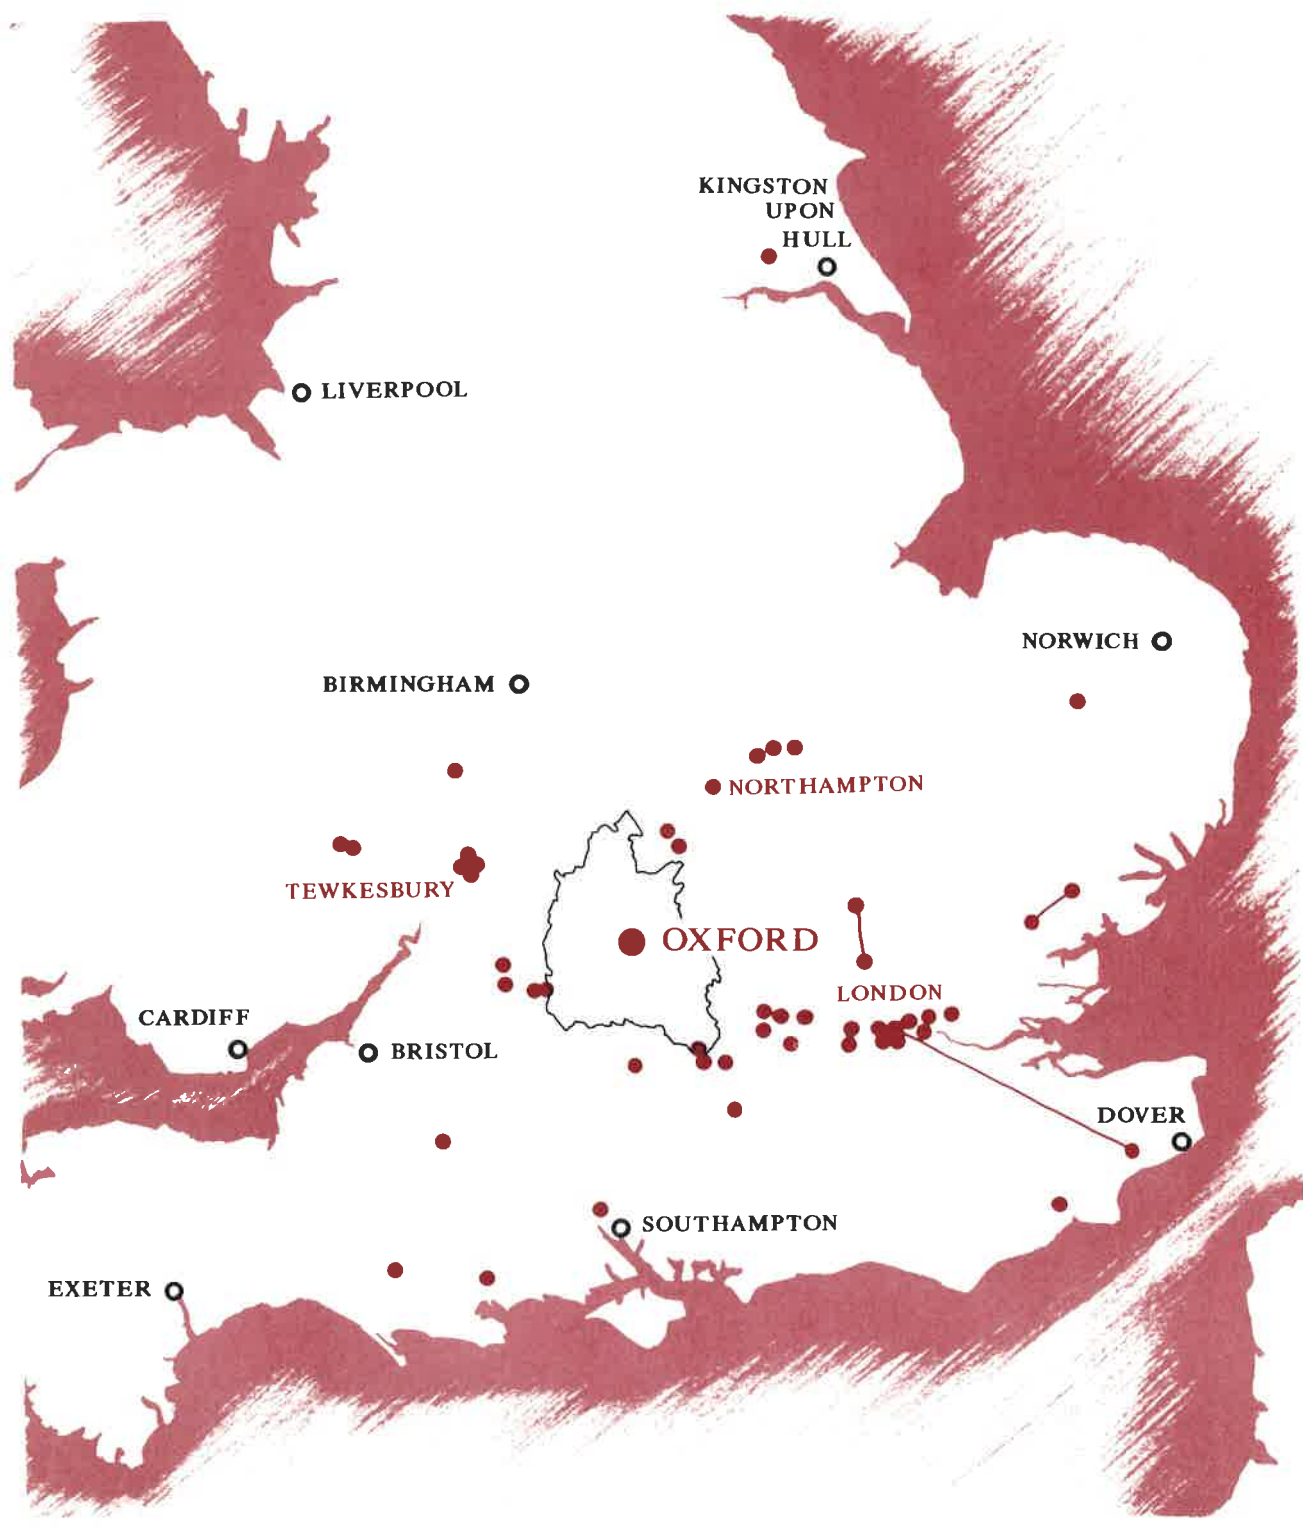 KINGSTON
UPON
HULL
LIVERPOOL
NORWICH
BIRMINGHAM
NORTHAMPTON
TEWKESBURY
OXFORD
LONDON
CARDIFF
BRISTOL
DOVER
SOUTHAMPTON
EXETER